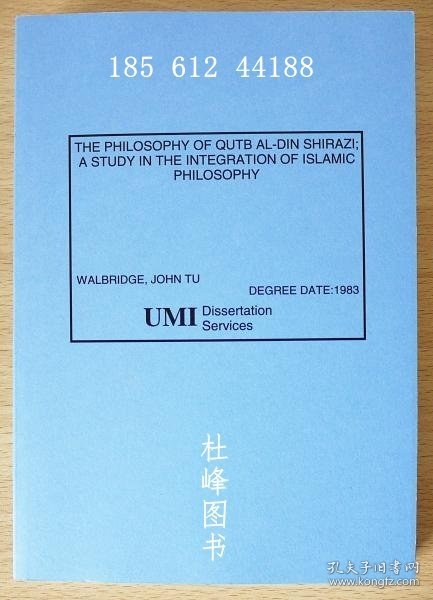 185 612 44188
THE PHILOSOPHY OF QUTB AL-DIN SHIRAZI;
A STUDY IN THE INTEGRATION OF ISLAMIC
PHILOSOPHY
WALBRIDGE, JOHN TU
DEGREE DATE:1983
UMI Dissertation
Services
杜峰图书
孔夫子旧书网
www.kongfz.com